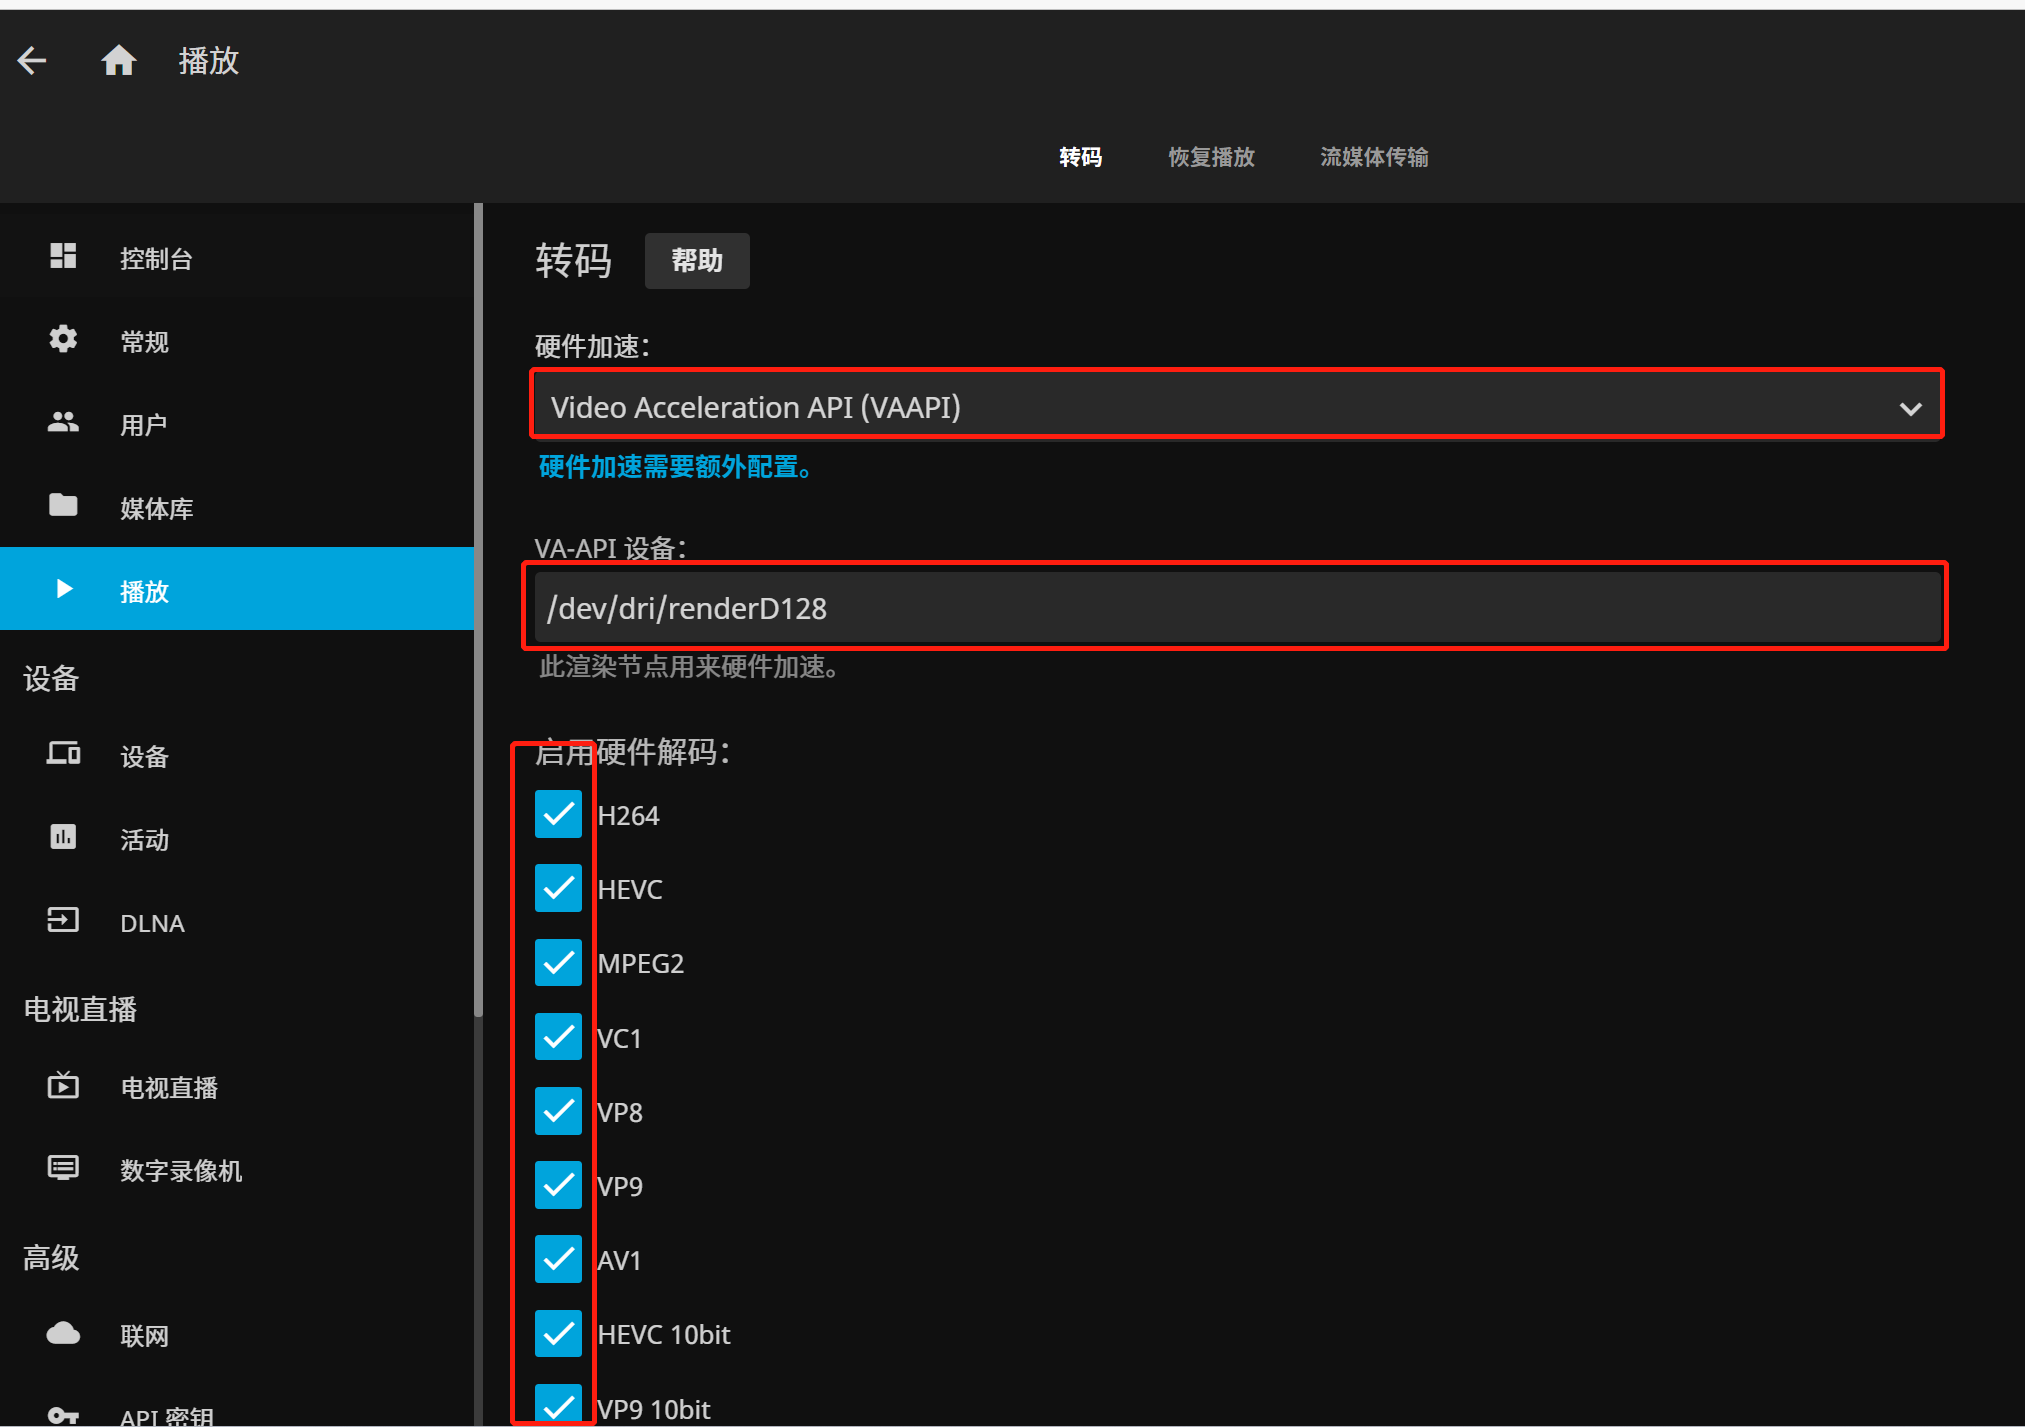 播放
转码 恢复播放 流媒体传输
控制台
常规
用户
媒体库
播放
设备
设备
活动
DLNA
电视直播
电视直播
数字录像机
高级
联网
API 密钥
转码 帮助
硬件加速：
Video Acceleration API (VAAPI)
硬件加速需要额外配置。
VA-API 设备：
/dev/dri/renderD128
此渲染节点用来硬件加速。
启用硬件解码：
H264
HEVC
MPEG2
VC1
VP8
VP9
AV1
HEVC 10bit
VP9 10bit